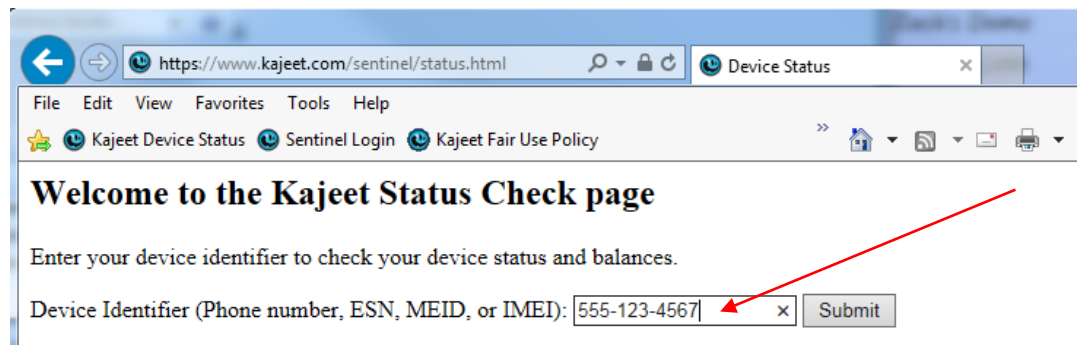 https://www.kajeet.com/sentinel/status.html
Device Status
File Edit View Favorites Tools Help
Kajeet Device Status Sentinel Login Kajeet Fair Use Policy
Welcome to the Kajeet Status Check page
Enter your device identifier to check your device status and balances.
Device Identifier (Phone number, ESN, MEID, or IMEI): 555-123-4567 Submit